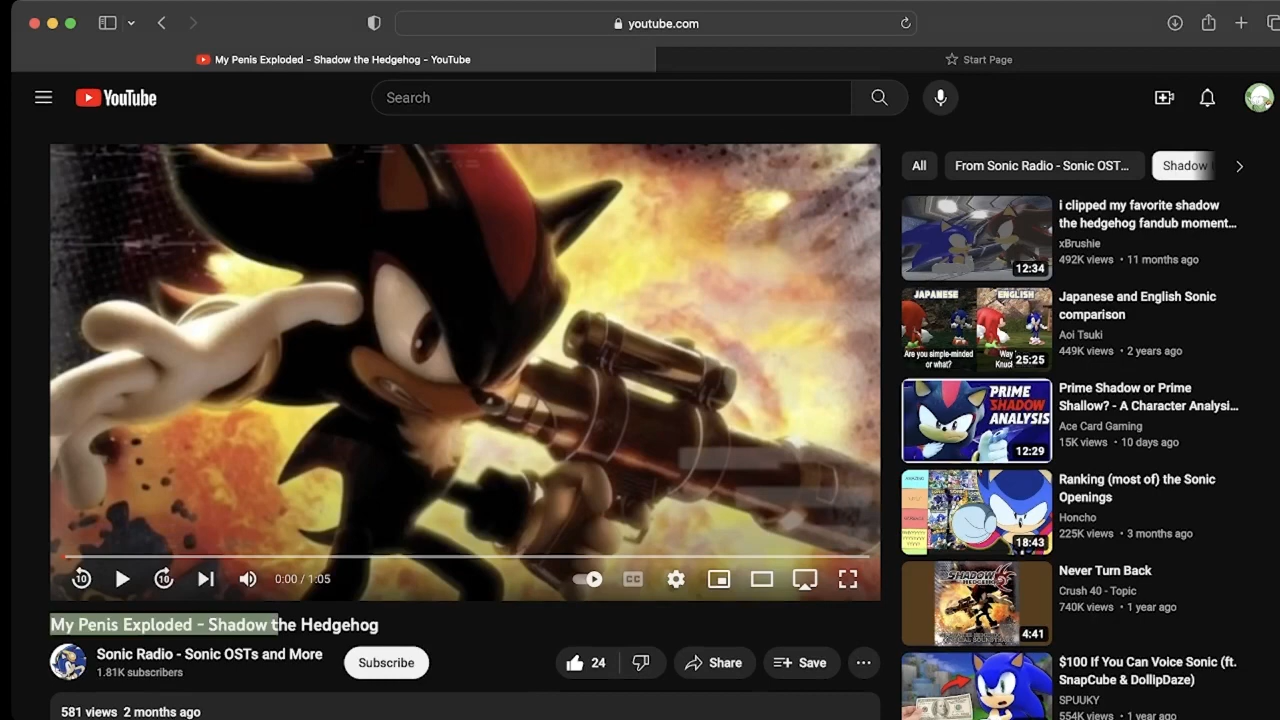 youtube.com
My Penis Exploded - Shadow the Hedgehog - YouTube
Start Page
YouTube
Search
All
From Sonic Radio - Sonic OST...
Shadow
10
10
0:00 / 1:05
CC
My Penis Exploded - Shadow the Hedgehog
Sonic Radio - Sonic OSTs and More
1.81K subscribers
Subscribe
24
Share
Save
581 views 2 months ago
12:34
i clipped my favorite shadow
the hedgehog fandub moment...
xBrushie
492K views • 11 months ago
JAPANESE
ENGLISH
Are you simple-minded
or what?
Way
Knuc
25:25
Japanese and English Sonic
comparison
Aoi Tsuki
449K views • 2 years ago
PRIME
SHADOW
ANALYSIS
12:29
Prime Shadow or Prime
Shallow? - A Character Analysi...
Ace Card Gaming
15K views • 10 days ago
18:43
Ranking (most of) the Sonic
Openings
Honcho
225K views • 3 months ago
SHADOW
4:41
Never Turn Back
Crush 40 - Topic
740K views • 1 year ago
$100 If You Can Voice Sonic (ft.
SnapCube & DollipDaze)
SPUUKY
554K views • 1 year ago